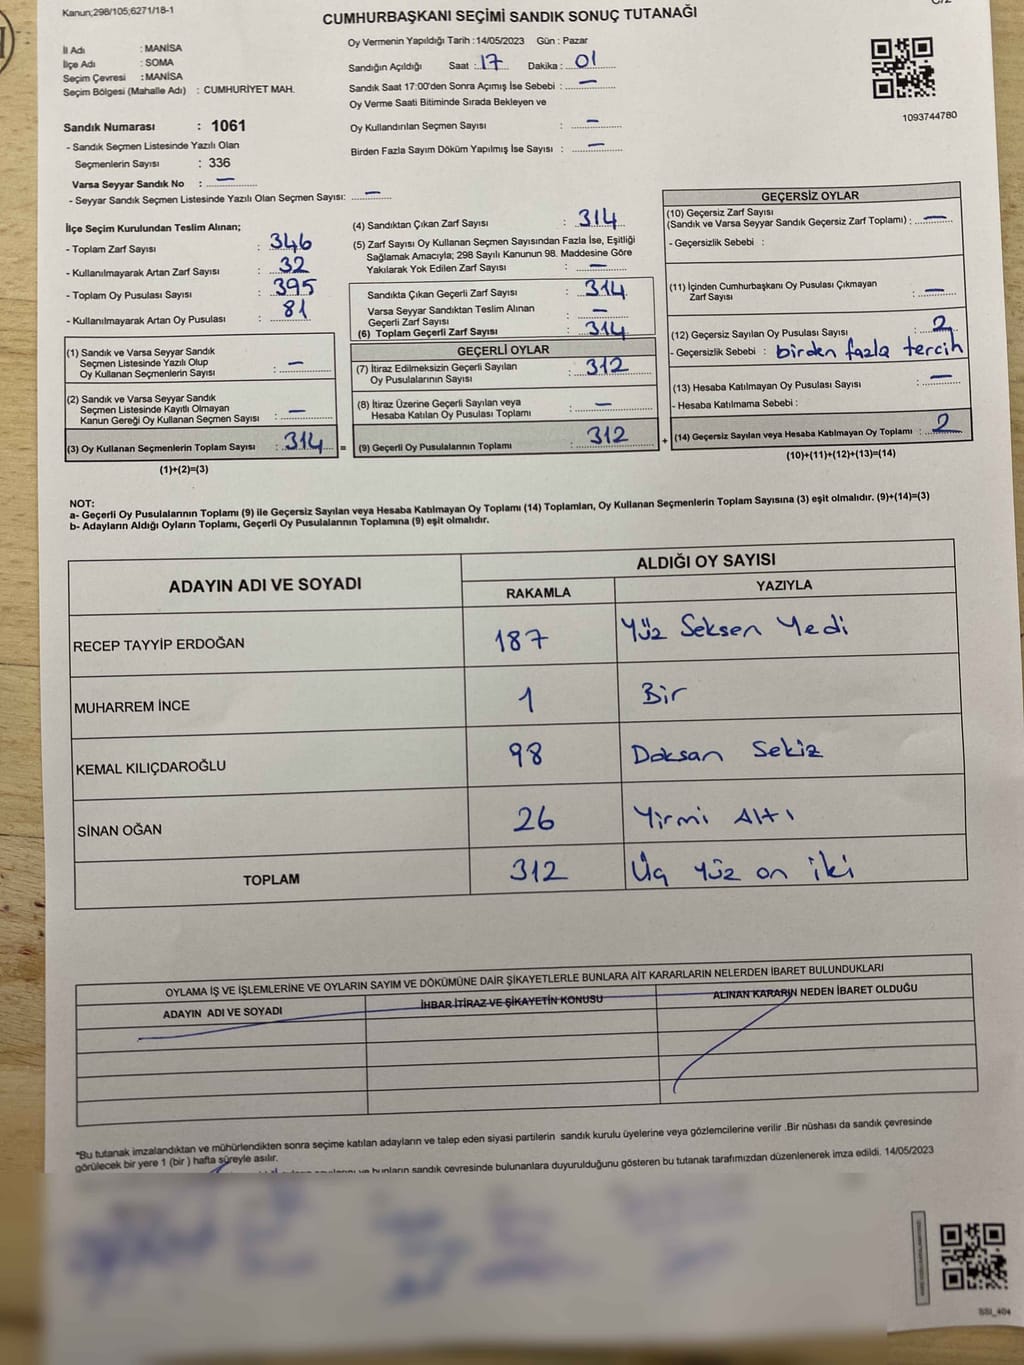 Kanun;298/105;6271/18-1
CUMHURBAŞKANI SEÇİMİ SANDIK SONUÇ TUTANAĞI
İl Adı : MANİSA
İlçe Adı : SOMA
Seçim Çevresi : MANİSA
Seçim Bölgesi (Mahalle Adı) : CUMHURİYET MAH.
Sandık Numarası : 1061
- Sandık Seçmen Listesinde Yazılı Olan
Seçmenlerin Sayısı : 336
Varsa Seyyar Sandık No : —
- Seyyar Sandık Seçmen Listesinde Yazılı Olan Seçmen Sayısı: —
Oy Vermenin Yapıldığı Tarih : 14/05/2023 Gün : Pazar
Sandığın Açıldığı Saat : 17 Dakika : 01
Sandık Saat 17:00'den Sonra Açımış İse Sebebi : —
Oy Verme Saati Bitiminde Sırada Bekleyen ve
Oy Kullandırılan Seçmen Sayısı : —
Birden Fazla Sayım Döküm Yapılmış İse Sayısı : —
1093744780
İlçe Seçim Kurulundan Teslim Alınan;
- Toplam Zarf Sayısı : 346
- Kullanılmayarak Artan Zarf Sayısı : 32
- Toplam Oy Pusulası Sayısı : 395
- Kullanılmayarak Artan Oy Pusulası : 81
(1) Sandık ve Varsa Seyyar Sandık
Seçmen Listesinde Yazılı Olup
Oy Kullanan Seçmenlerin Sayısı : —
(2) Sandık ve Varsa Seyyar Sandık
Seçmen Listesinde Kayıtlı Olmayan
Kanun Gereği Oy Kullanan Seçmen Sayısı : —
(3) Oy Kullanan Seçmenlerin Toplam Sayısı : 314 =
(1)+(2)=(3)
(4) Sandıktan Çıkan Zarf Sayısı : 314
(5) Zarf Sayısı Oy Kullanan Seçmen Sayısından Fazla İse, Eşitliği
Sağlamak Amacıyla; 298 Sayılı Kanunun 98. Maddesine Göre
Yakılarak Yok Edilen Zarf Sayısı : —
Sandıkta Çıkan Geçerli Zarf Sayısı : 314
Varsa Seyyar Sandıktan Teslim Alınan
Geçerli Zarf Sayısı : —
(6) Toplam Geçerli Zarf Sayısı : 314
GEÇERLİ OYLAR
(7) İtiraz Edilmeksizin Geçerli Sayılan
Oy Pusulalarının Sayısı : 312
(8) İtiraz Üzerine Geçerli Sayılan veya
Hesaba Katılan Oy Pusulası Toplamı : —
(9) Geçerli Oy Pusulalarının Toplamı : 312 +
GEÇERSİZ OYLAR
(10) Geçersiz Zarf Sayısı
(Sandık ve Varsa Seyyar Sandık Geçersiz Zarf Toplamı) : —
- Geçersizlik Sebebi :
(11) İçinden Cumhurbaşkanı Oy Pusulası Çıkmayan
Zarf Sayısı : —
(12) Geçersiz Sayılan Oy Pusulası Sayısı : 2
- Geçersizlik Sebebi : birden fazla tercih
(13) Hesaba Katılmayan Oy Pusulası Sayısı : —
- Hesaba Katılmama Sebebi :
(14) Geçersiz Sayılan veya Hesaba Katılmayan Oy Toplamı : 2
(10)+(11)+(12)+(13)=(14)
NOT:
a- Geçerli Oy Pusulalarının Toplamı (9) ile Geçersiz Sayılan veya Hesaba Katılmayan Oy Toplamı (14) Toplamları, Oy Kullanan Seçmenlerin Toplam Sayısına (3) eşit olmalıdır. (9)+(14)=(3)
b- Adayların Aldığı Oyların Toplamı, Geçerli Oy Pusulalarının Toplamına (9) eşit olmalıdır.
ADAYIN ADI VE SOYADI
ALDIĞI OY SAYISI
RAKAMLA YAZIYLA
RECEP TAYYİP ERDOĞAN 187 Yüz Seksen Yedi
MUHARREM İNCE 1 Bir
KEMAL KILIÇDAROĞLU 98 Doksan Sekiz
SİNAN OĞAN 26 Yirmi Altı
TOPLAM 312 Üç Yüz on iki
OYLAMA İŞ VE İŞLEMLERİNE VE OYLARIN SAYIM VE DÖKÜMÜNE DAİR ŞİKAYETLERLE BUNLARA AİT KARARLARIN NELERDEN İBARET BULUNDUKLARI
ADAYIN ADI VE SOYADI İHBAR İTİRAZ VE ŞİKAYETİN KONUSU ALINAN KARARIN NEDEN İBARET OLDUĞU
*Bu tutanak imzalandıktan ve mühürlendikten sonra seçime katılan adayların ve talep eden siyasi partilerin sandık kurulu üyelerine veya gözlemcilerine verilir .Bir nüshası da sandık çevresinde
görülecek bir yere 1 (bir ) hafta süreyle asılır.
ve bunların sandık çevresinde bulunanlara duyurulduğunu gösteren bu tutanak tarafımızdan düzenlenerek imza edildi. 14/05/2023
SSI_404